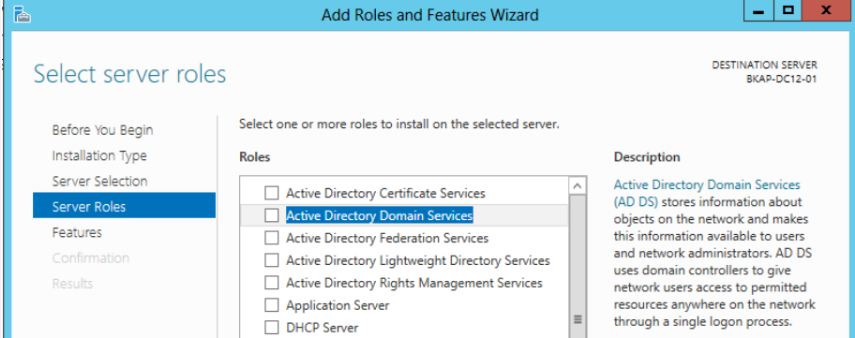 Add Roles and Features Wizard
Select server roles
DESTINATION SERVER
BKAP-DC12-01
Before You Begin
Installation Type
Server Selection
Server Roles
Features
Confirmation
Results
Select one or more roles to install on the selected server.
Roles
Active Directory Certificate Services
Active Directory Domain Services
Active Directory Federation Services
Active Directory Lightweight Directory Services
Active Directory Rights Management Services
Application Server
DHCP Server
Description
Active Directory Domain Services
(AD DS) stores information about
objects on the network and makes
this information available to users
and network administrators. AD DS
uses domain controllers to give
network users access to permitted
resources anywhere on the network
through a single logon process.